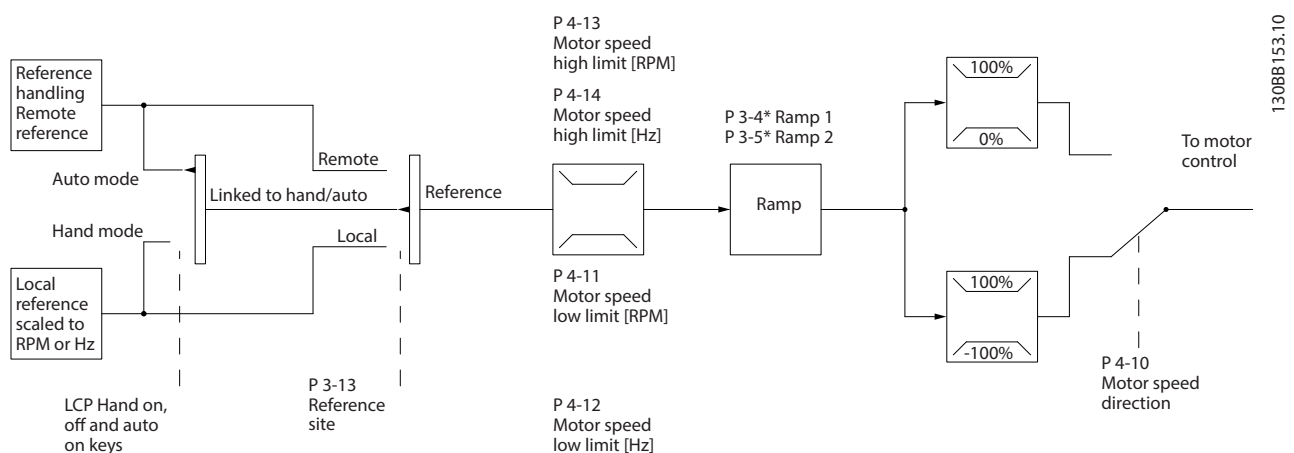 Reference
handling
Remote
reference
Auto mode
Hand mode
Local
reference
scaled to
RPM or Hz
LCP Hand on,
off and auto
on keys
Linked to hand/auto
Remote
Local
P 3-13
Reference
site
Reference
P 4-13
Motor speed
high limit [RPM]
P 4-14
Motor speed
high limit [Hz]
P 4-11
Motor speed
low limit [RPM]
P 4-12
Motor speed
low limit [Hz]
P 3-4* Ramp 1
P 3-5* Ramp 2
Ramp
100%
0%
100%
-100%
To motor
control
P 4-10
Motor speed
direction
130BB153.10